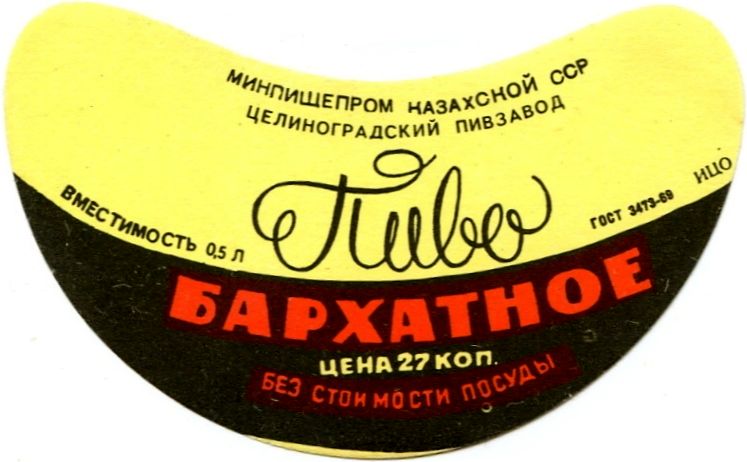 МИНПИЩЕПРОМ КАЗАХСКОЙ ССР
ЦЕЛИНОГРАДСКИЙ ПИВЗАВОД
Пиво
ВМЕСТИМОСТЬ 0,5 л
ГОСТ 3473-69
ИЦО
БАРХАТНОЕ
ЦЕНА 27 КОП.
БЕЗ СТОИМОСТИ ПОСУДЫ